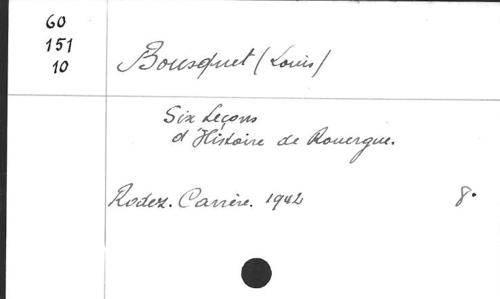 60
151
10
Bousquet (Louis)
Six Leçons
d'Histoire de Rouergue.
Rodez. Carrère. 1942 8°